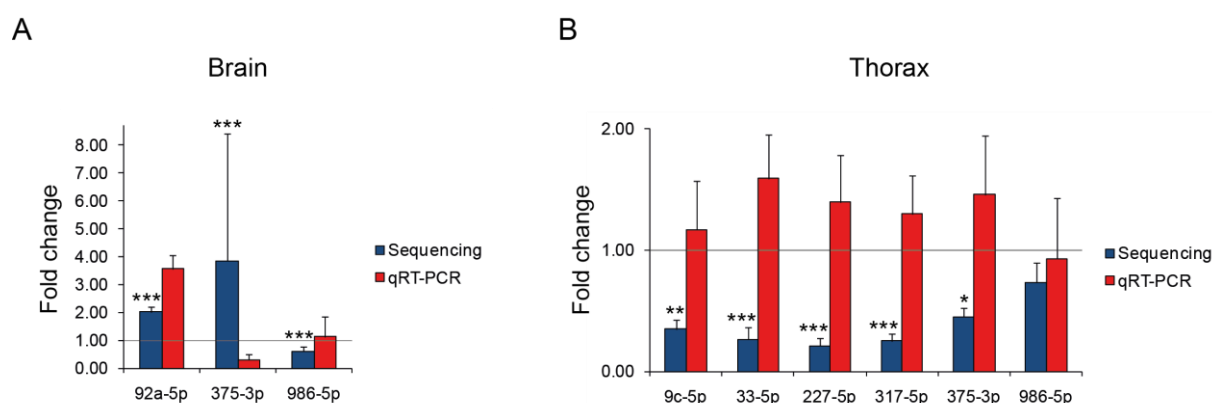 A
Brain
Fold change
8.00
7.00
6.00
5.00
4.00
3.00
2.00
1.00
0.00
***
***
***
92a-5p 375-3p 986-5p
Sequencing
qRT-PCR
B
Thorax
Fold change
2.00
1.00
0.00
**
***
***
***
*
9c-5p 33-5p 227-5p 317-5p 375-3p 986-5p
Sequencing
qRT-PCR